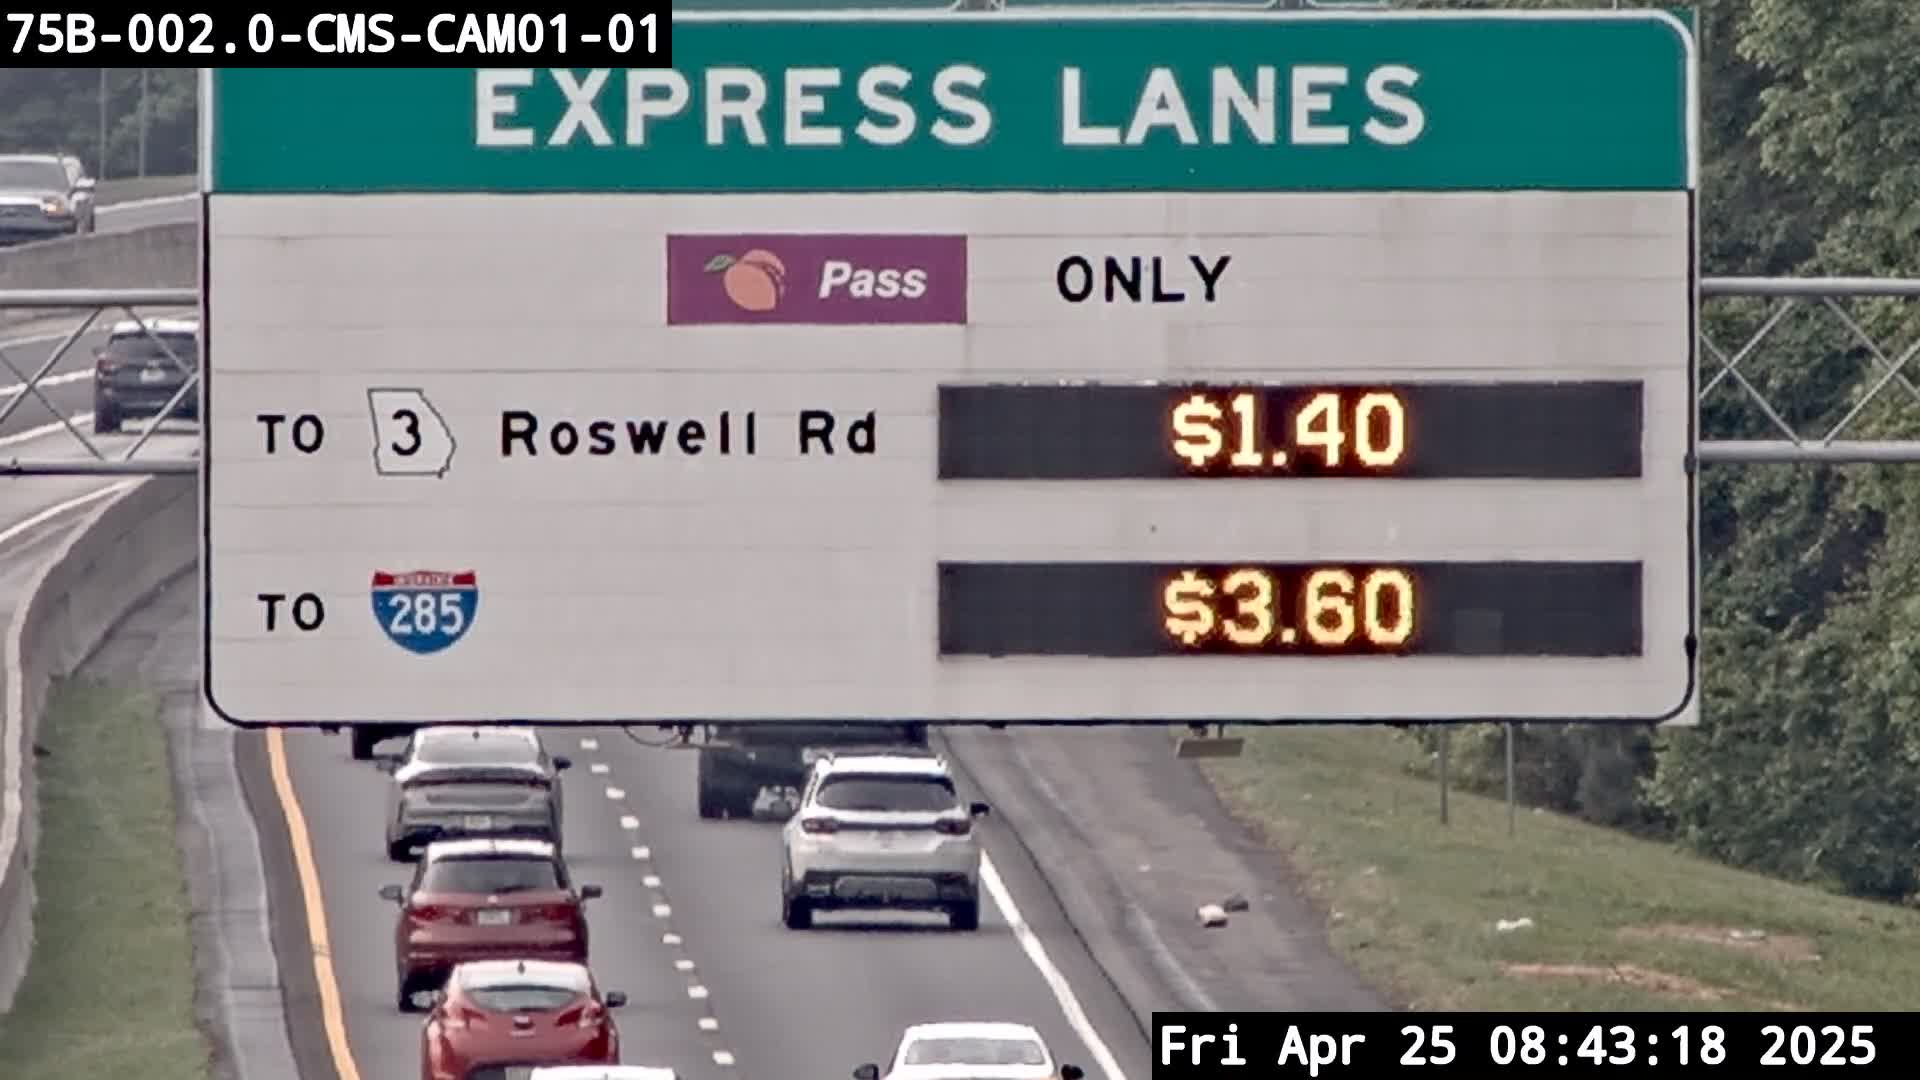 75B-002.0-CMS-CAM01-01
EXPRESS LANES
Pass ONLY
TO 3 Roswell Rd $1.40
TO INTERSTATE 285 $3.60
Fri Apr 25 08:43:18 2025